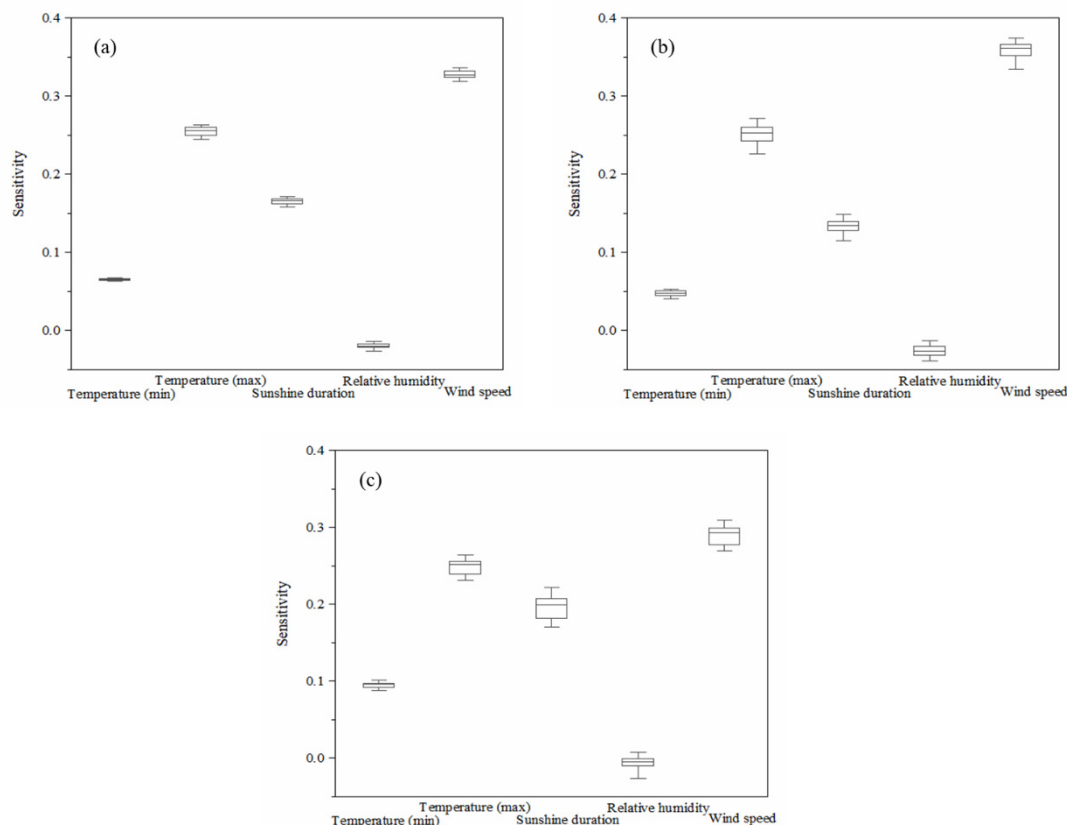 (a)
0.4
0.3
0.2
0.1
0.0
Sensitivity
Temperature (max) Relative humidity
Temperature (min) Sunshine duration Wind speed
(b)
0.4
0.3
0.2
0.1
0.0
Sensitivity
Temperature (max) Relative humidity
Temperature (min) Sunshine duration Wind speed
(c)
0.4
0.3
0.2
0.1
0.0
Sensitivity
Temperature (max) Relative humidity
Temperature (min) Sunshine duration Wind speed